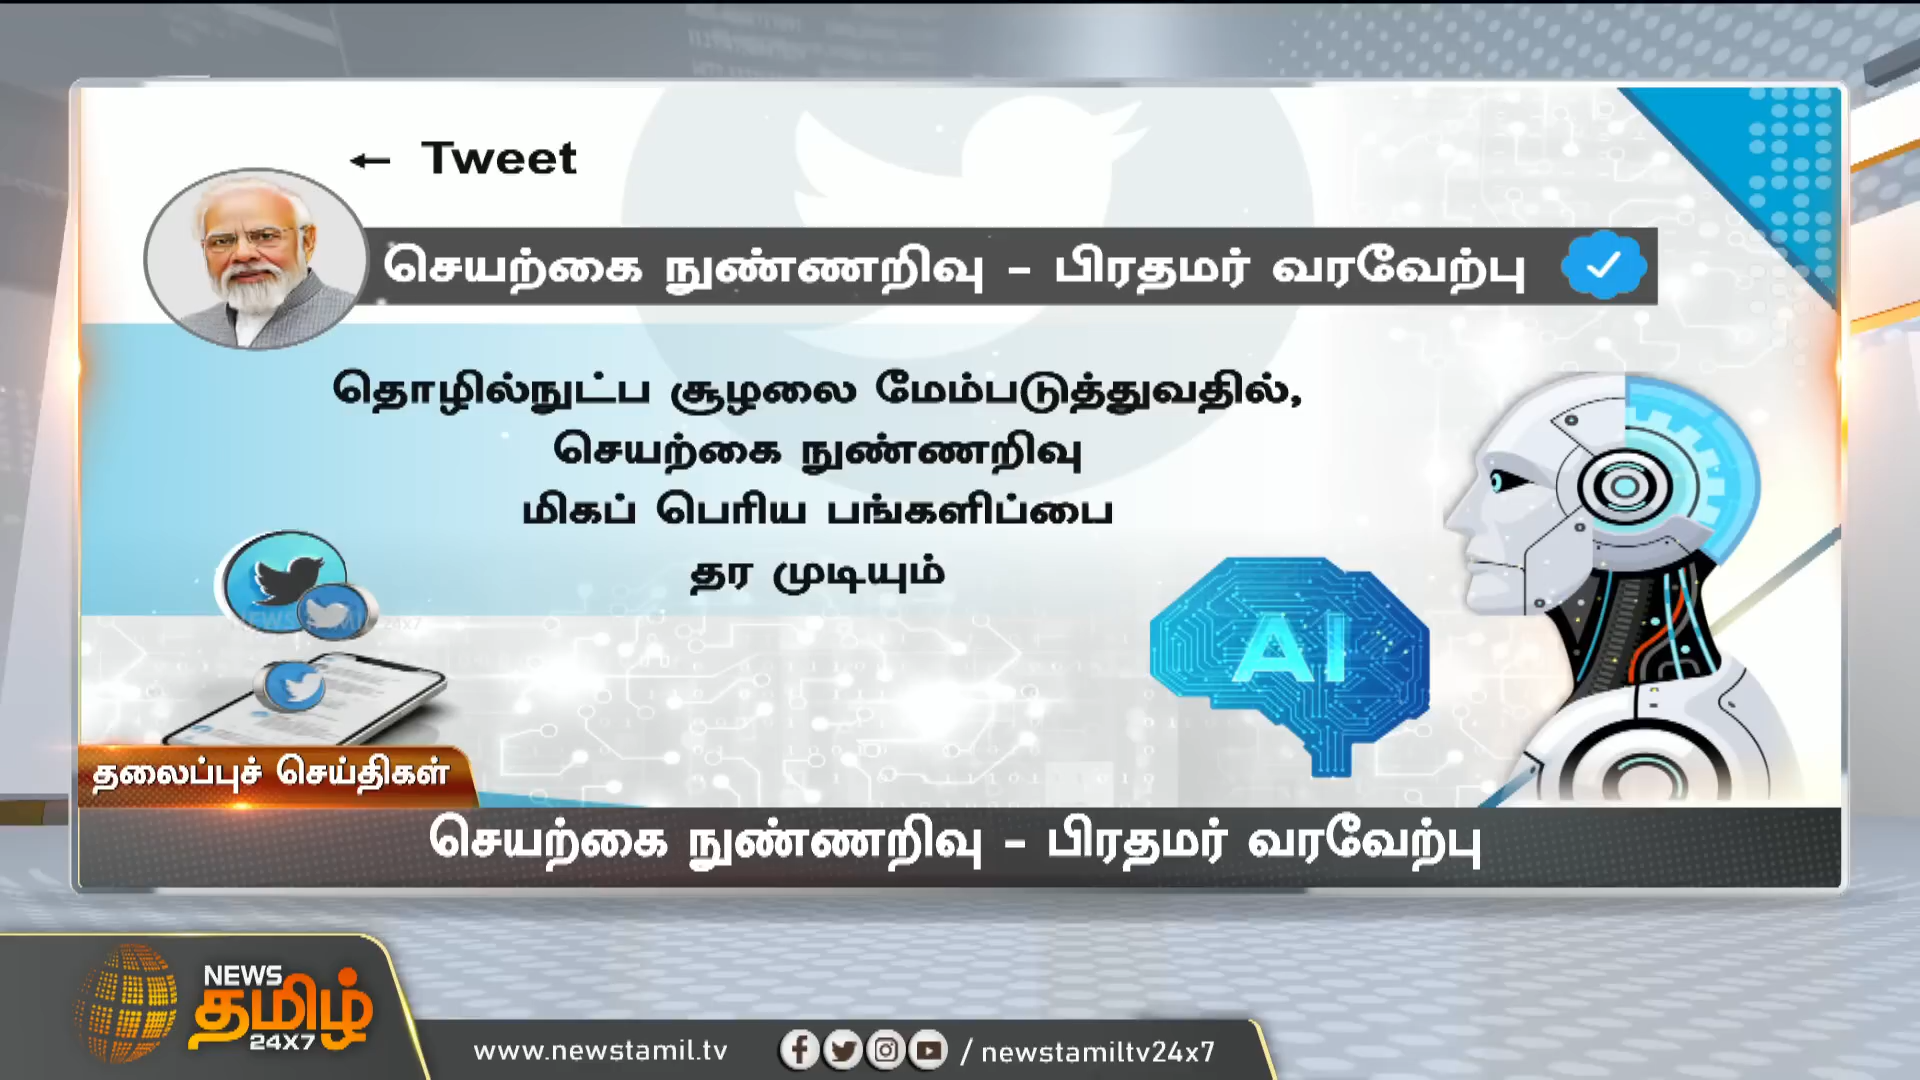 ← Tweet
செயற்கை நுண்ணறிவு – பிரதமர் வரவேற்பு
தொழில்நுட்ப சூழலை மேம்படுத்துவதில்,
செயற்கை நுண்ணறிவு
மிகப் பெரிய பங்களிப்பை
தர முடியும்
AI
தலைப்புச் செய்திகள்
செயற்கை நுண்ணறிவு – பிரதமர் வரவேற்பு
NEWS
தமிழ்
24X7
www.newstamil.tv
/ newstamiltv24x7